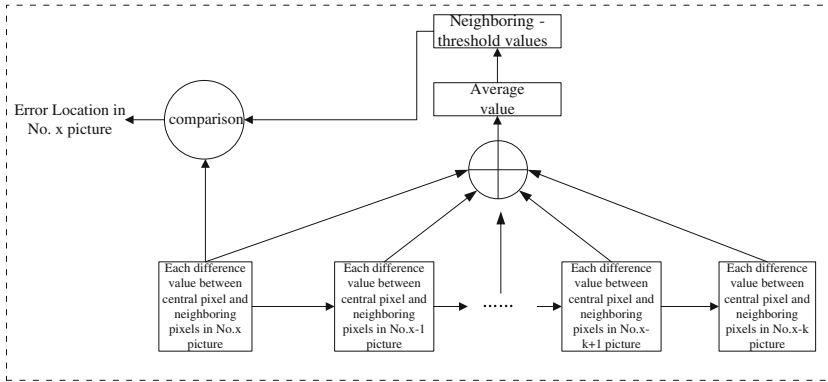 Neighboring -
threshold values
Average
value
Error Location in
No. x picture
comparison
Each difference
value between
central pixel and
neighboring
pixels in No.x
picture
Each difference
value between
central pixel and
neighboring
pixels in No.x-1
picture
......
Each difference
value between
central pixel and
neighboring
pixels in No.x-
k+1 picture
Each difference
value between
central pixel and
neighboring
pixels in No.x-k
picture